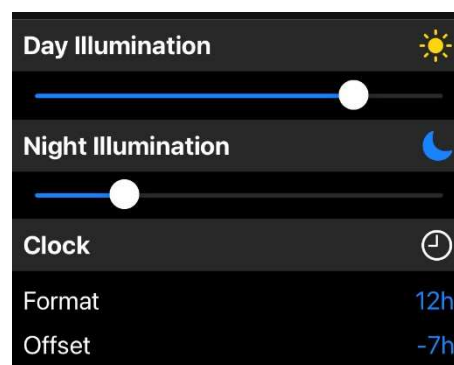 Day Illumination
Night Illumination
Clock
Format 12h
Offset -7h